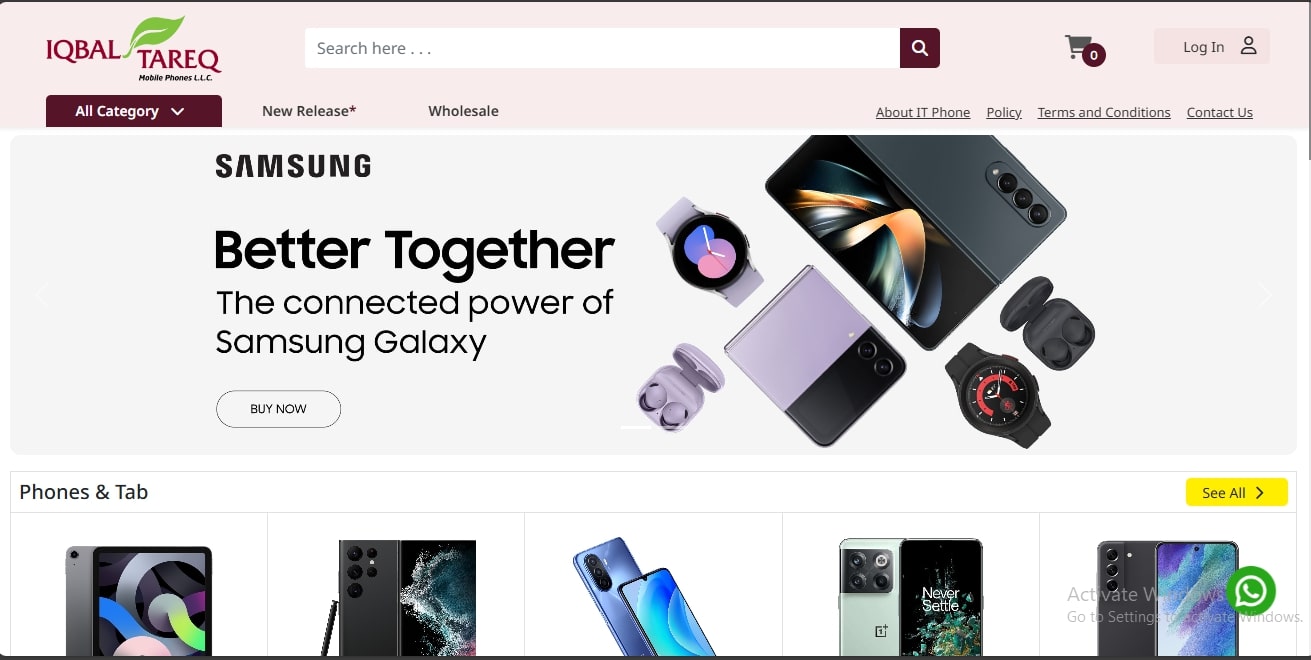 IQBAL TAREQ
Mobile Phones L.L.C.
Search here . . .
0
Log In
All Category
New Release*
Wholesale
About IT Phone
Policy
Terms and Conditions
Contact Us
SAMSUNG
Better Together
The connected power of
Samsung Galaxy
BUY NOW
Phones & Tab
See All
Never
Settle
Activate Windows
Go to Settings to activate Windows.